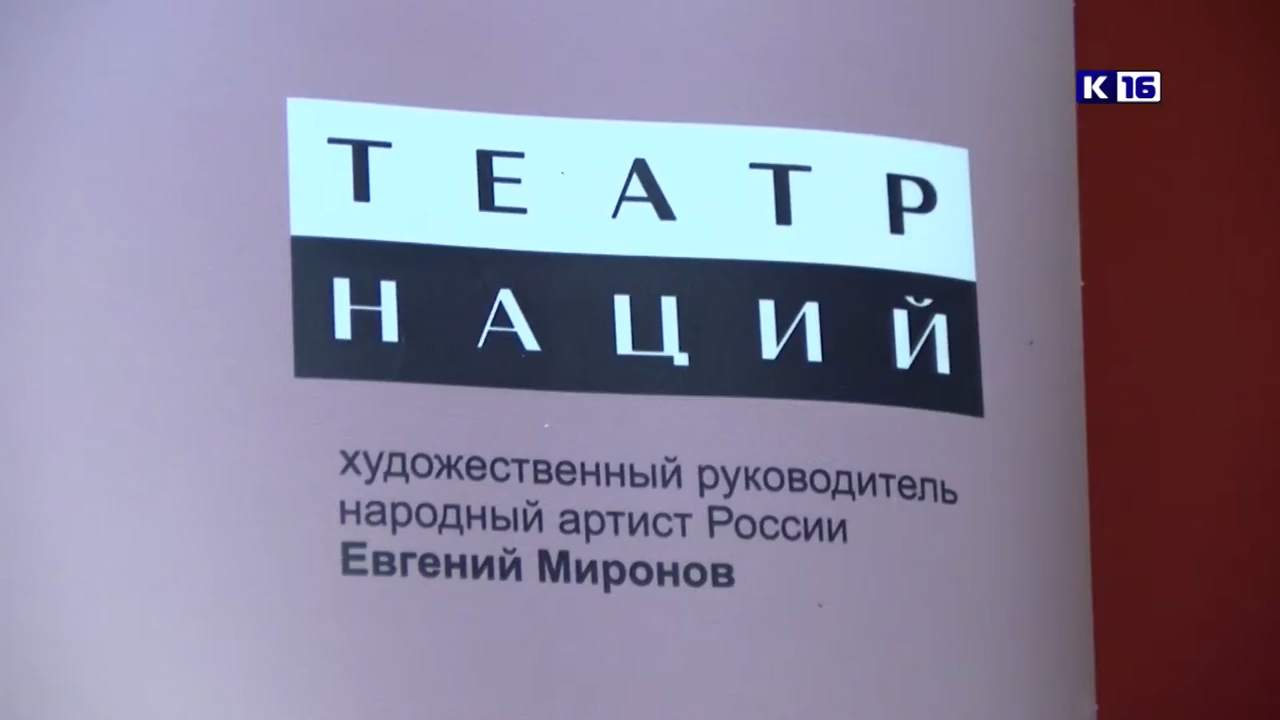 К 16
ТЕАТР
НАЦИЙ
художественный руководитель
народный артист России
Евгений Миронов